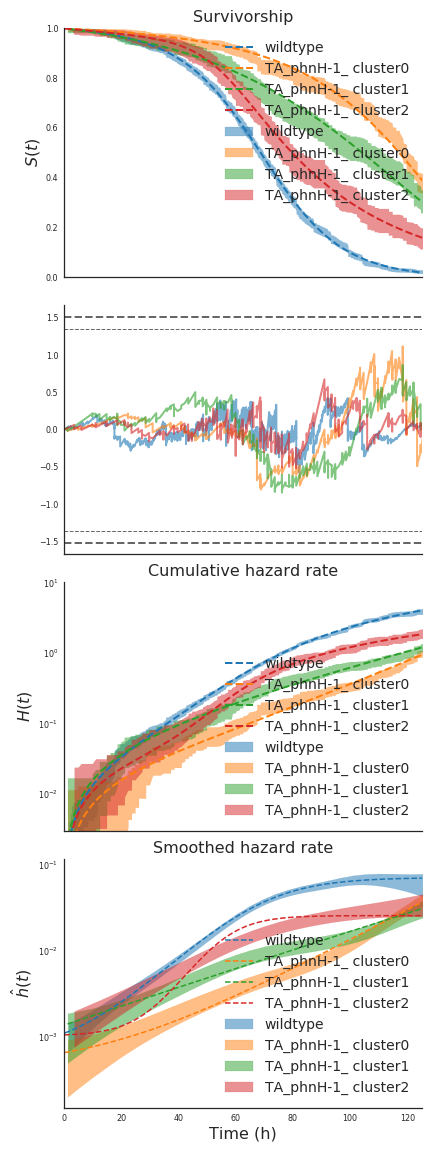 Survivorship
1.0
0.8
0.6
0.4
0.2
0.0
S(t)
wildtype
TA_phnH-1_ cluster0
TA_phnH-1_ cluster1
TA_phnH-1_ cluster2
wildtype
TA_phnH-1_ cluster0
TA_phnH-1_ cluster1
TA_phnH-1_ cluster2
1.5
1.0
0.5
0.0
−0.5
−1.0
−1.5
Cumulative hazard rate
10¹
10⁰
10⁻¹
10⁻²
H(t)
wildtype
TA_phnH-1_ cluster0
TA_phnH-1_ cluster1
TA_phnH-1_ cluster2
wildtype
TA_phnH-1_ cluster0
TA_phnH-1_ cluster1
TA_phnH-1_ cluster2
Smoothed hazard rate
10⁻¹
10⁻²
10⁻³
ĥ(t)
wildtype
TA_phnH-1_ cluster0
TA_phnH-1_ cluster1
TA_phnH-1_ cluster2
wildtype
TA_phnH-1_ cluster0
TA_phnH-1_ cluster1
TA_phnH-1_ cluster2
0 20 40 60 80 100 120
Time (h)